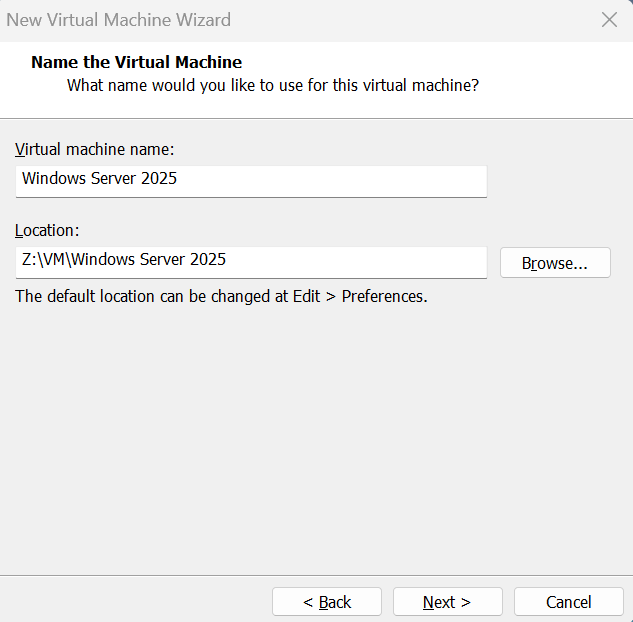 New Virtual Machine Wizard
Name the Virtual Machine
What name would you like to use for this virtual machine?
Virtual machine name:
Windows Server 2025
Location:
Z:\VM\Windows Server 2025
Browse...
The default location can be changed at Edit > Preferences.
< Back
Next >
Cancel